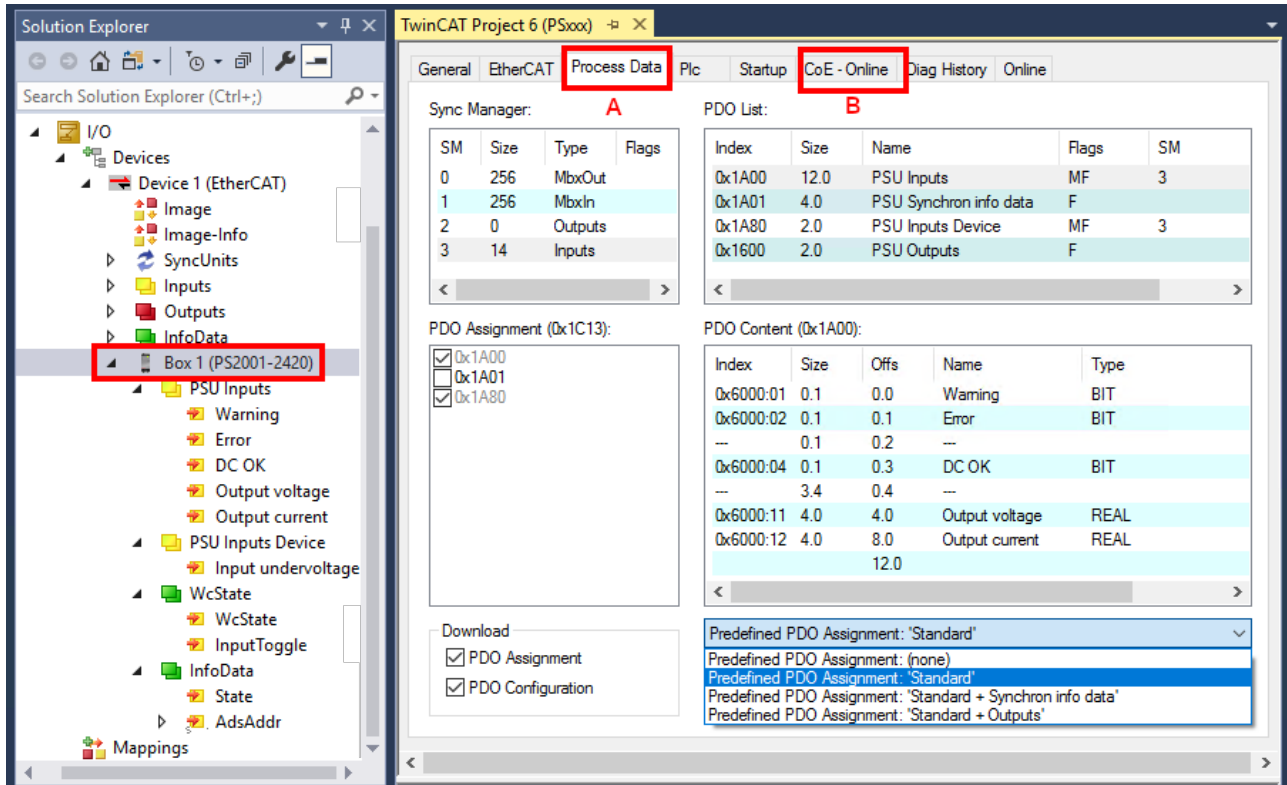 Solution Explorer
Search Solution Explorer (Ctrl+;)
I/O
Devices
Device 1 (EtherCAT)
Image
Image-Info
SyncUnits
Inputs
Outputs
InfoData
Box 1 (PS2001-2420)
PSU Inputs
Warning
Error
DC OK
Output voltage
Output current
PSU Inputs Device
Input undervoltage
WcState
WcState
InputToggle
InfoData
State
AdsAddr
Mappings
TwinCAT Project 6 (PSxxx)
General EtherCAT Process Data Plc Startup CoE - Online Diag History Online
A B
Sync Manager:
SM Size Type Flags
0 256 MbxOut
1 256 MbxIn
2 0 Outputs
3 14 Inputs
PDO List:
Index Size Name Flags SM
0x1A00 12.0 PSU Inputs MF 3
0x1A01 4.0 PSU Synchron info data F
0x1A80 2.0 PSU Inputs Device MF 3
0x1600 2.0 PSU Outputs F
PDO Assignment (0x1C13):
0x1A00
0x1A01
0x1A80
PDO Content (0x1A00):
Index Size Offs Name Type
0x6000:01 0.1 0.0 Warning BIT
0x6000:02 0.1 0.1 Error BIT
--- 0.1 0.2 ---
0x6000:04 0.1 0.3 DC OK BIT
--- 3.4 0.4 ---
0x6000:11 4.0 4.0 Output voltage REAL
0x6000:12 4.0 8.0 Output current REAL
12.0
Download
PDO Assignment
PDO Configuration
Predefined PDO Assignment: 'Standard'
Predefined PDO Assignment: (none)
Predefined PDO Assignment: 'Standard'
Predefined PDO Assignment: 'Standard + Synchron info data'
Predefined PDO Assignment: 'Standard + Outputs'